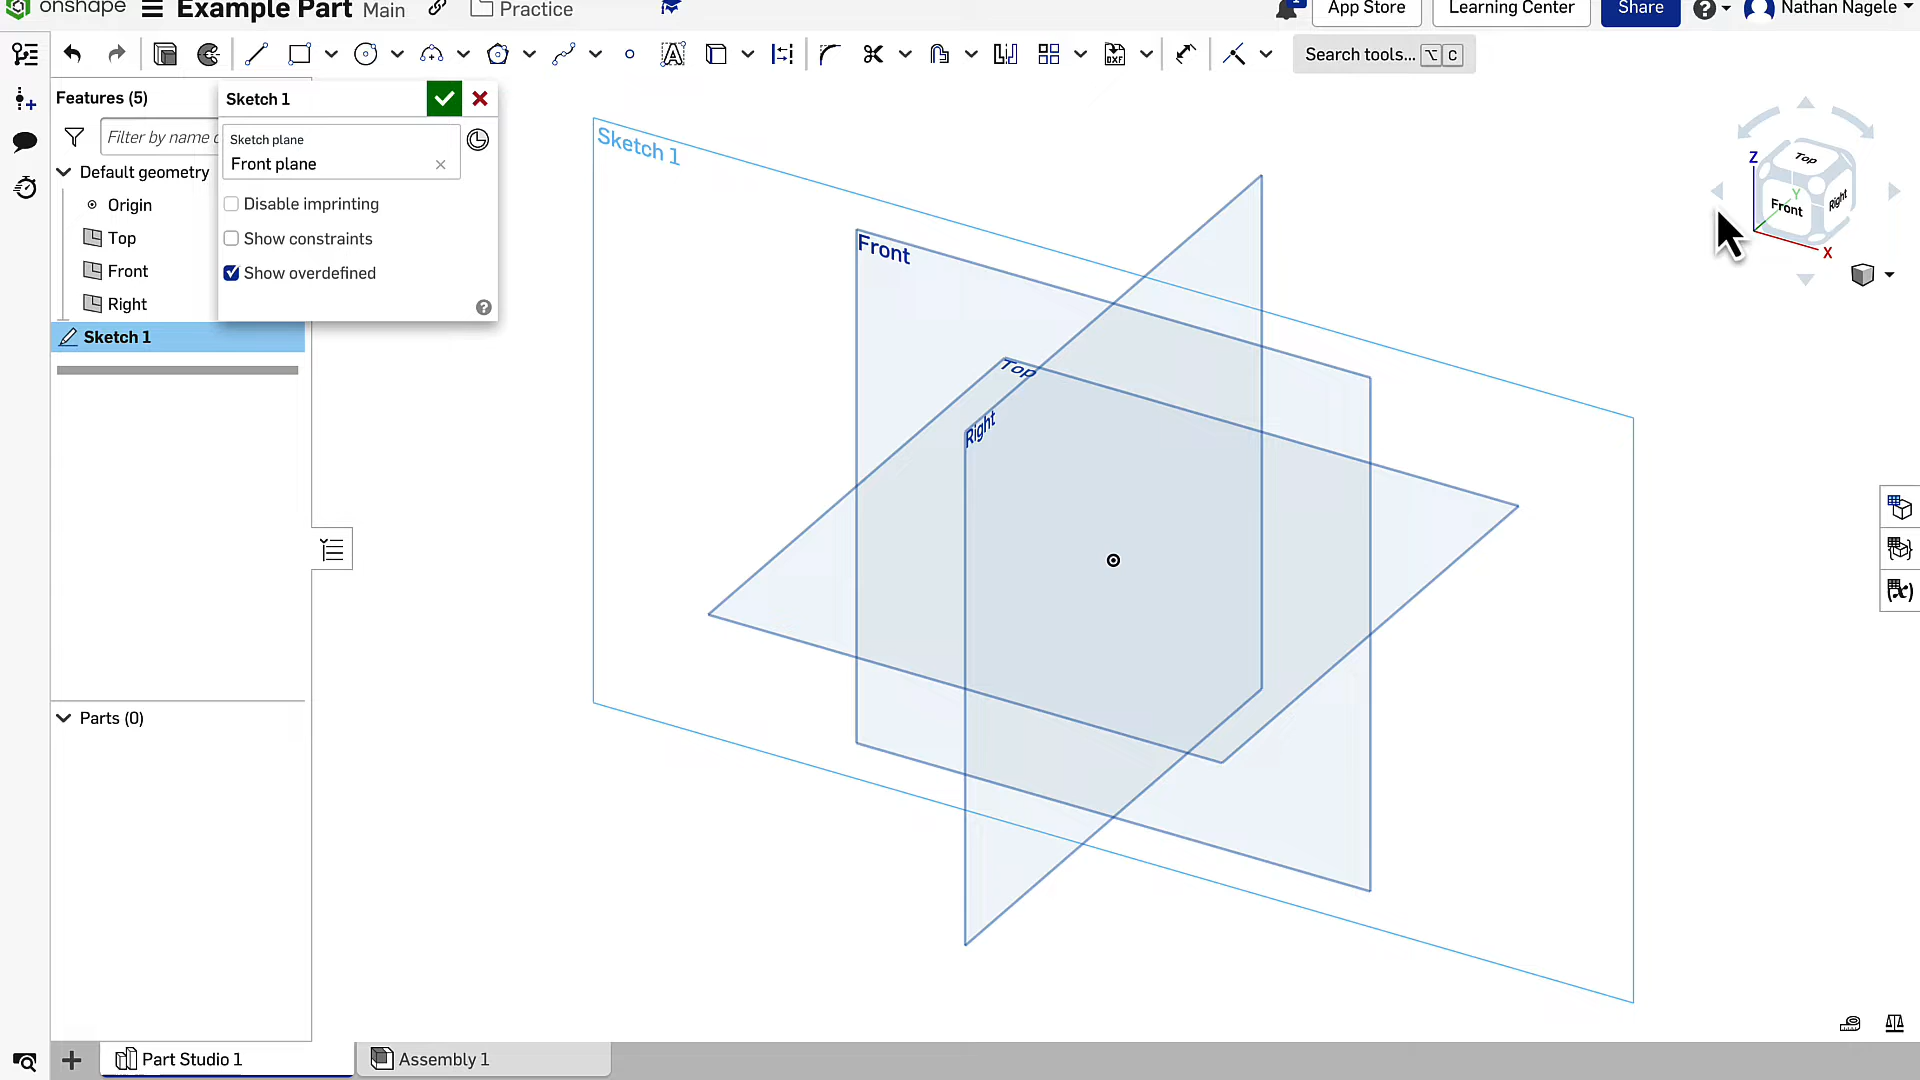 onshape
Example Part Main
Practice
1
App Store
Learning Center
Share
Nathan Nagele
DXF
Search tools... ⌥ C
Features (5)
Filter by name o
Default geometry
Origin
Top
Front
Right
Sketch 1
Parts (0)
Sketch 1
Sketch plane
Front plane
Disable imprinting
Show constraints
Show overdefined
Sketch 1
Front
Top
Right
Z
Top
Y
Front
Right
X
(x)
Part Studio 1
Assembly 1